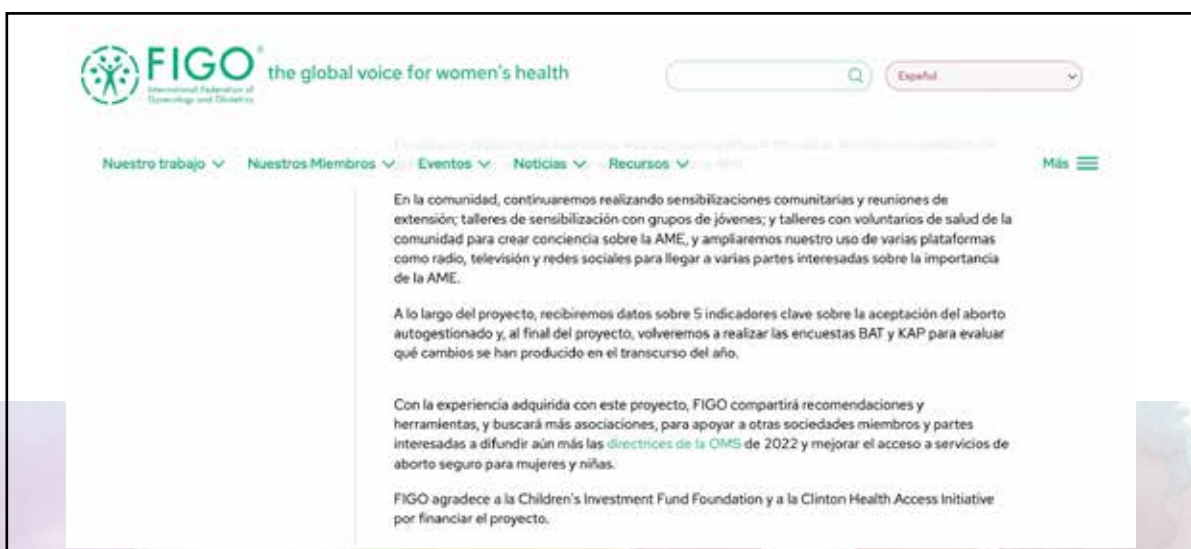 FIGO®
International Federation of
Gynecology and Obstetrics
the global voice for women's health
Español
Nuestro trabajo
Nuestros Miembros
Eventos
Noticias
Recursos
Más
En la comunidad, continuaremos realizando sensibilizaciones comunitarias y reuniones de
extensión; talleres de sensibilización con grupos de jóvenes; y talleres con voluntarios de salud de la
comunidad para crear conciencia sobre la AME, y ampliaremos nuestro uso de varias plataformas
como radio, televisión y redes sociales para llegar a varias partes interesadas sobre la importancia
de la AME.
A lo largo del proyecto, recibiremos datos sobre 5 indicadores clave sobre la aceptación del aborto
autogestionado y, al final del proyecto, volveremos a realizar las encuestas BAT y KAP para evaluar
qué cambios se han producido en el transcurso del año.
Con la experiencia adquirida con este proyecto, FIGO compartirá recomendaciones y
herramientas, y buscará más asociaciones, para apoyar a otras sociedades miembros y partes
interesadas a difundir aún más las directrices de la OMS de 2022 y mejorar el acceso a servicios de
aborto seguro para mujeres y niñas.
FIGO agradece a la Children's Investment Fund Foundation y a la Clinton Health Access Initiative
por financiar el proyecto.